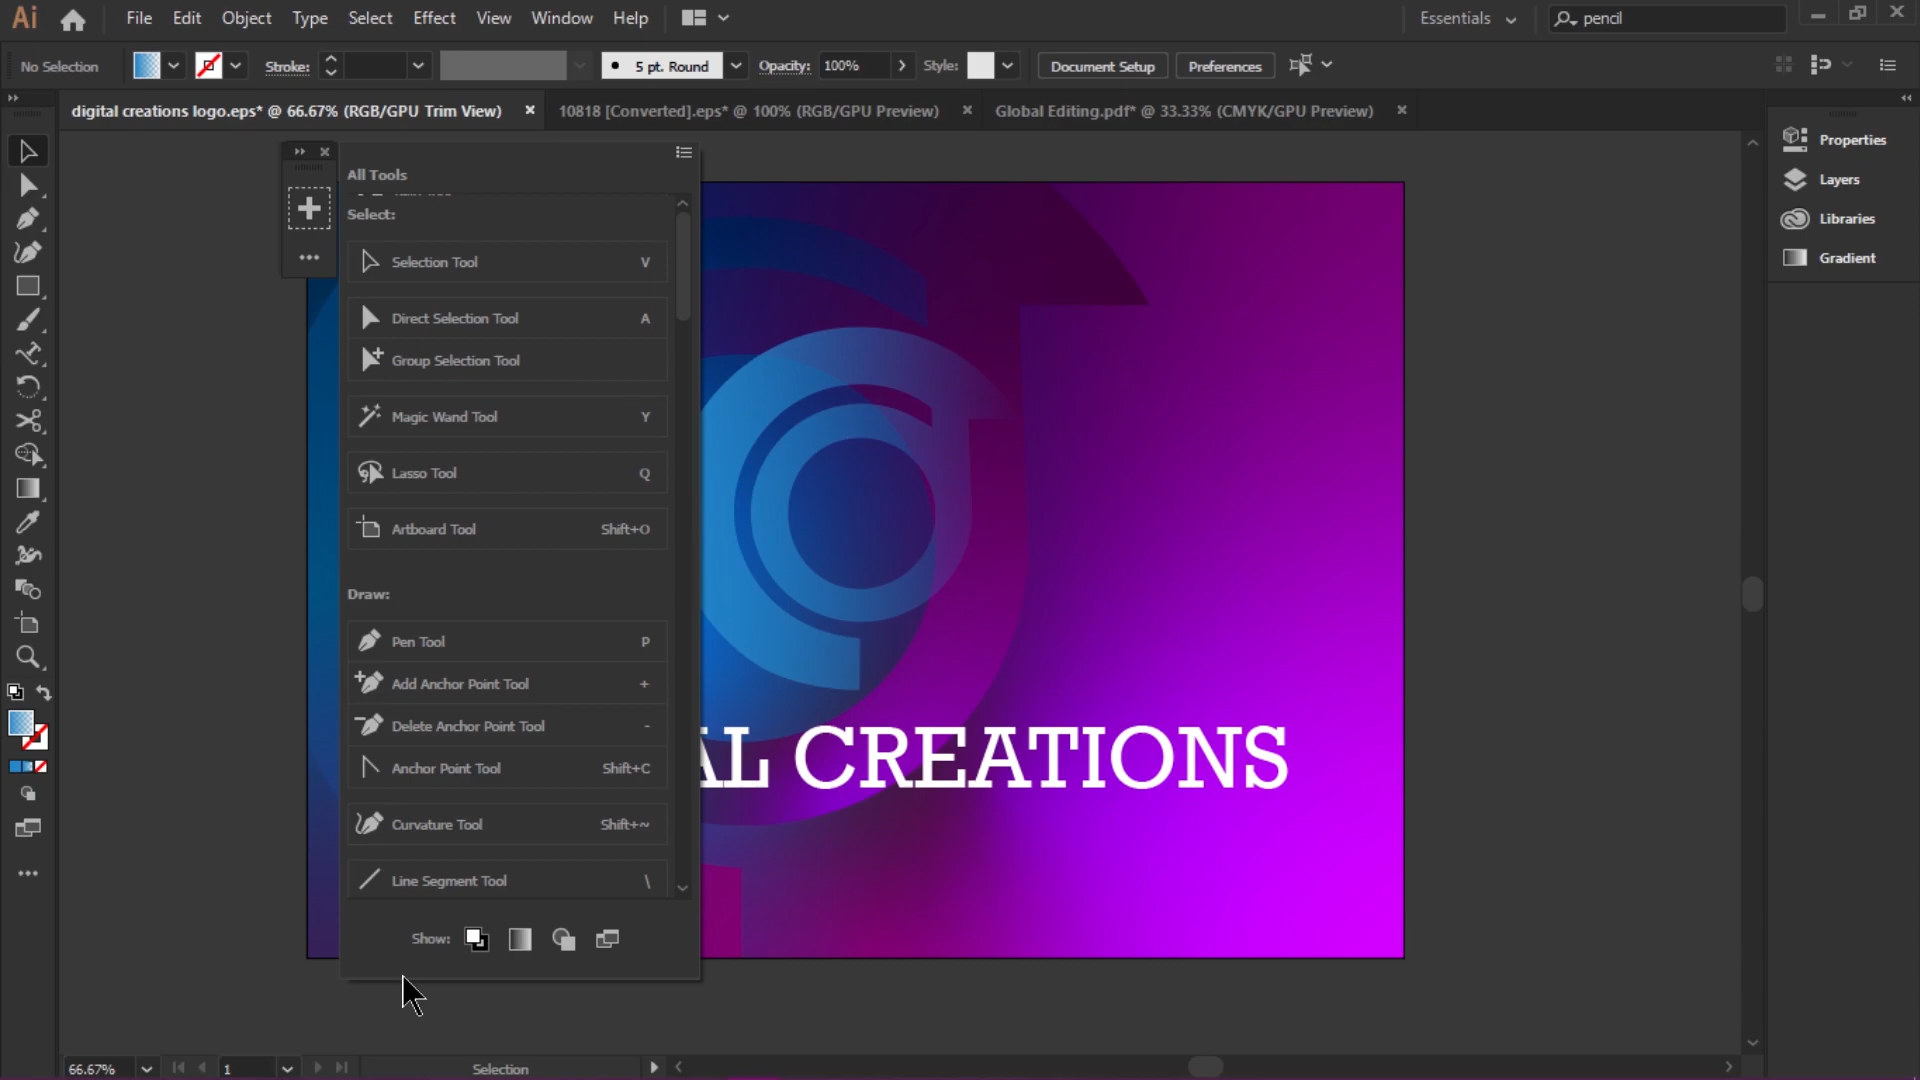 Ai File Edit Object Type Select Effect View Window Help Essentials pencil
No Selection Stroke: 5 pt. Round Opacity: 100% Style: Document Setup Preferences
digital creations logo.eps* @ 66.67% (RGB/GPU Trim View) 10818 [Converted].eps* @ 100% (RGB/GPU Preview) Global Editing.pdf* @ 33.33% (CMYK/GPU Preview)
All Tools
Select:
Selection Tool V
Direct Selection Tool A
Group Selection Tool
Magic Wand Tool Y
Lasso Tool Q
Artboard Tool Shift+O
Draw:
Pen Tool P
Add Anchor Point Tool +
Delete Anchor Point Tool -
Anchor Point Tool Shift+C
Curvature Tool Shift+~
Line Segment Tool \
Show:
AL CREATIONS
Properties
Layers
Libraries
Gradient
66.67% 1 Selection